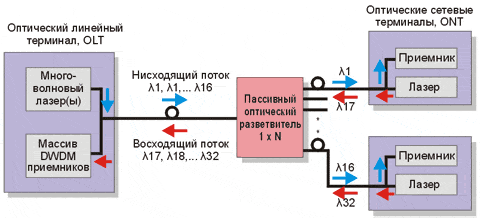 Оптический линейный
терминал, OLT
Много-
волновый
лазер(ы)
Массив
DWDM
приемников
Нисходящий поток
λ1, λ1,... λ16
Восходящий поток
λ17, λ18,... λ32
Пассивный
оптический
разветвитель
1 x N
Оптические сетевые
терминалы, ONT
λ1
λ17
Приемник
Лазер
λ16
λ32
Приемник
Лазер